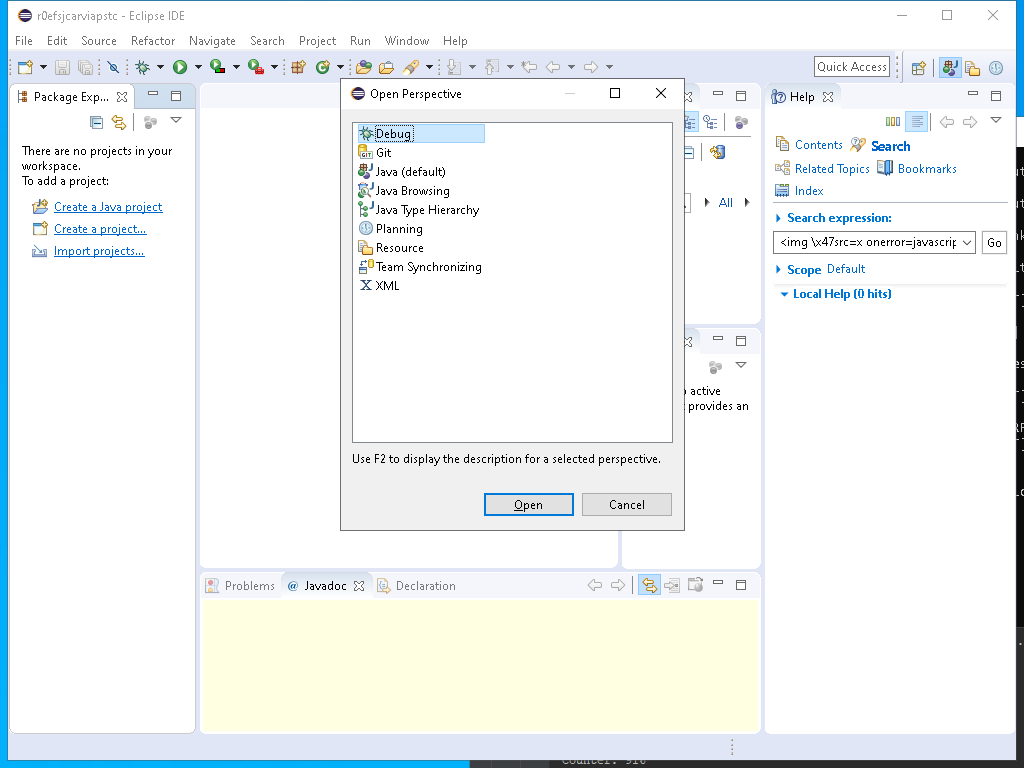 r0efsjcarviapstc - Eclipse IDE
File Edit Source Refactor Navigate Search Project Run Window Help
Quick Access
Package Exp...
There are no projects in your
workspace.
To add a project:
Create a Java project
Create a project...
Import projects...
Open Perspective
Debug
Git
Java (default)
Java Browsing
Java Type Hierarchy
Planning
Resource
Team Synchronizing
XML
Use F2 to display the description for a selected perspective.
Open Cancel
All
active
provides an
Help
Contents Search
Related Topics Bookmarks
Index
Search expression:
<img \x47src=x onerror=javascrip
Go
Scope Default
Local Help (0 hits)
Problems @ Javadoc Declaration